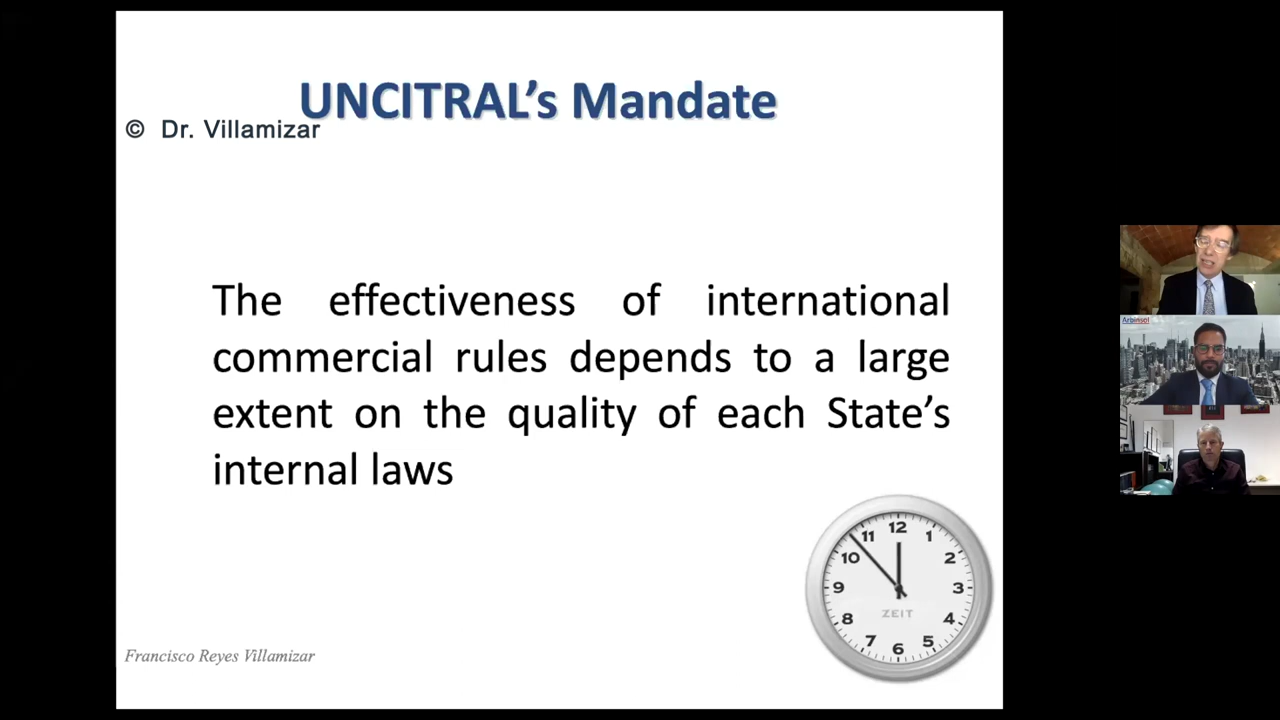 UNCITRAL’s Mandate
© Dr. Villamizar
The effectiveness of international
commercial rules depends to a large
extent on the quality of each State’s
internal laws
12
11
1
10
2
9
3
ZEIT
8
4
7
5
6
Francisco Reyes Villamizar
Arbinsol